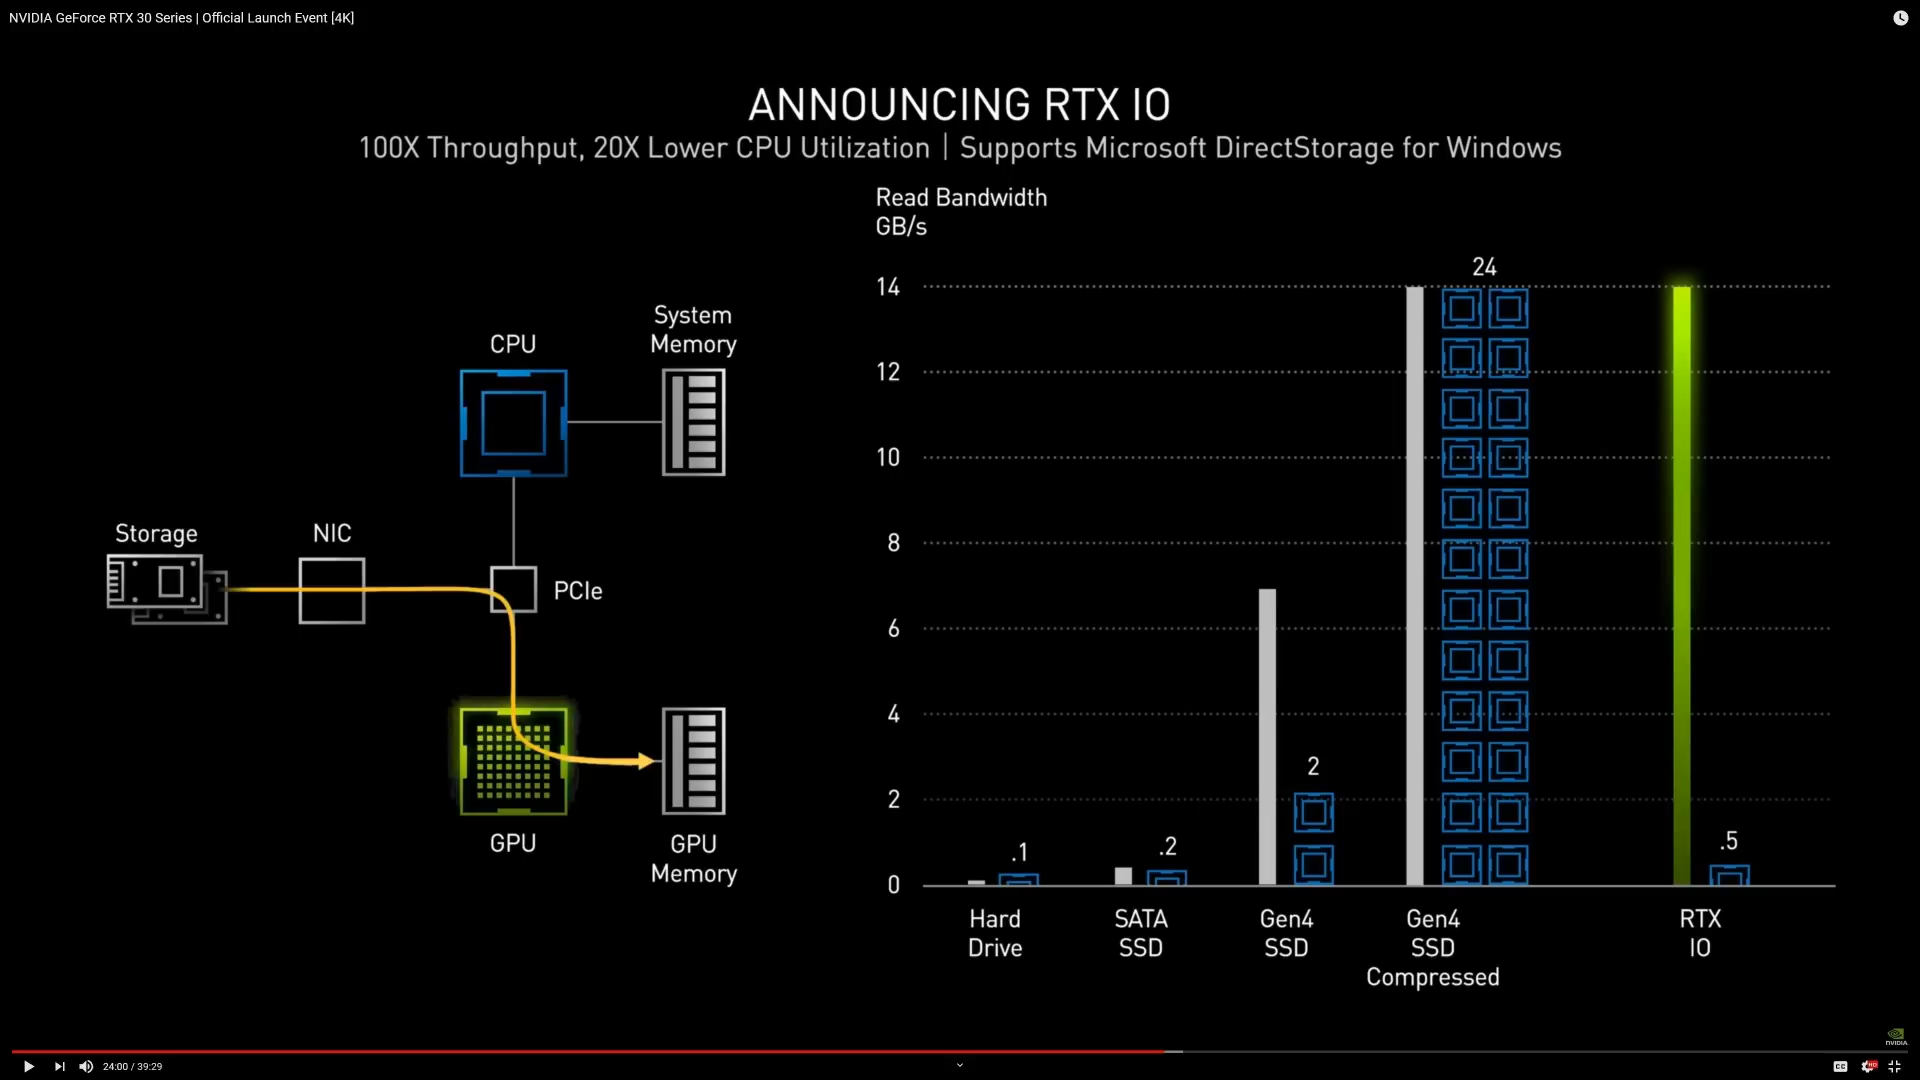 NVIDIA GeForce RTX 30 Series | Official Launch Event [4K]
ANNOUNCING RTX IO
100X Throughput, 20X Lower CPU Utilization | Supports Microsoft DirectStorage for Windows
System
Memory
CPU
Storage
NIC
PCIe
GPU
GPU
Memory
Read Bandwidth
GB/s
14
12
10
8
6
4
2
0
.1
.2
2
24
.5
Hard
Drive
SATA
SSD
Gen4
SSD
Gen4
SSD
Compressed
RTX
IO
NVIDIA
24:00 / 39:29
CC
HD